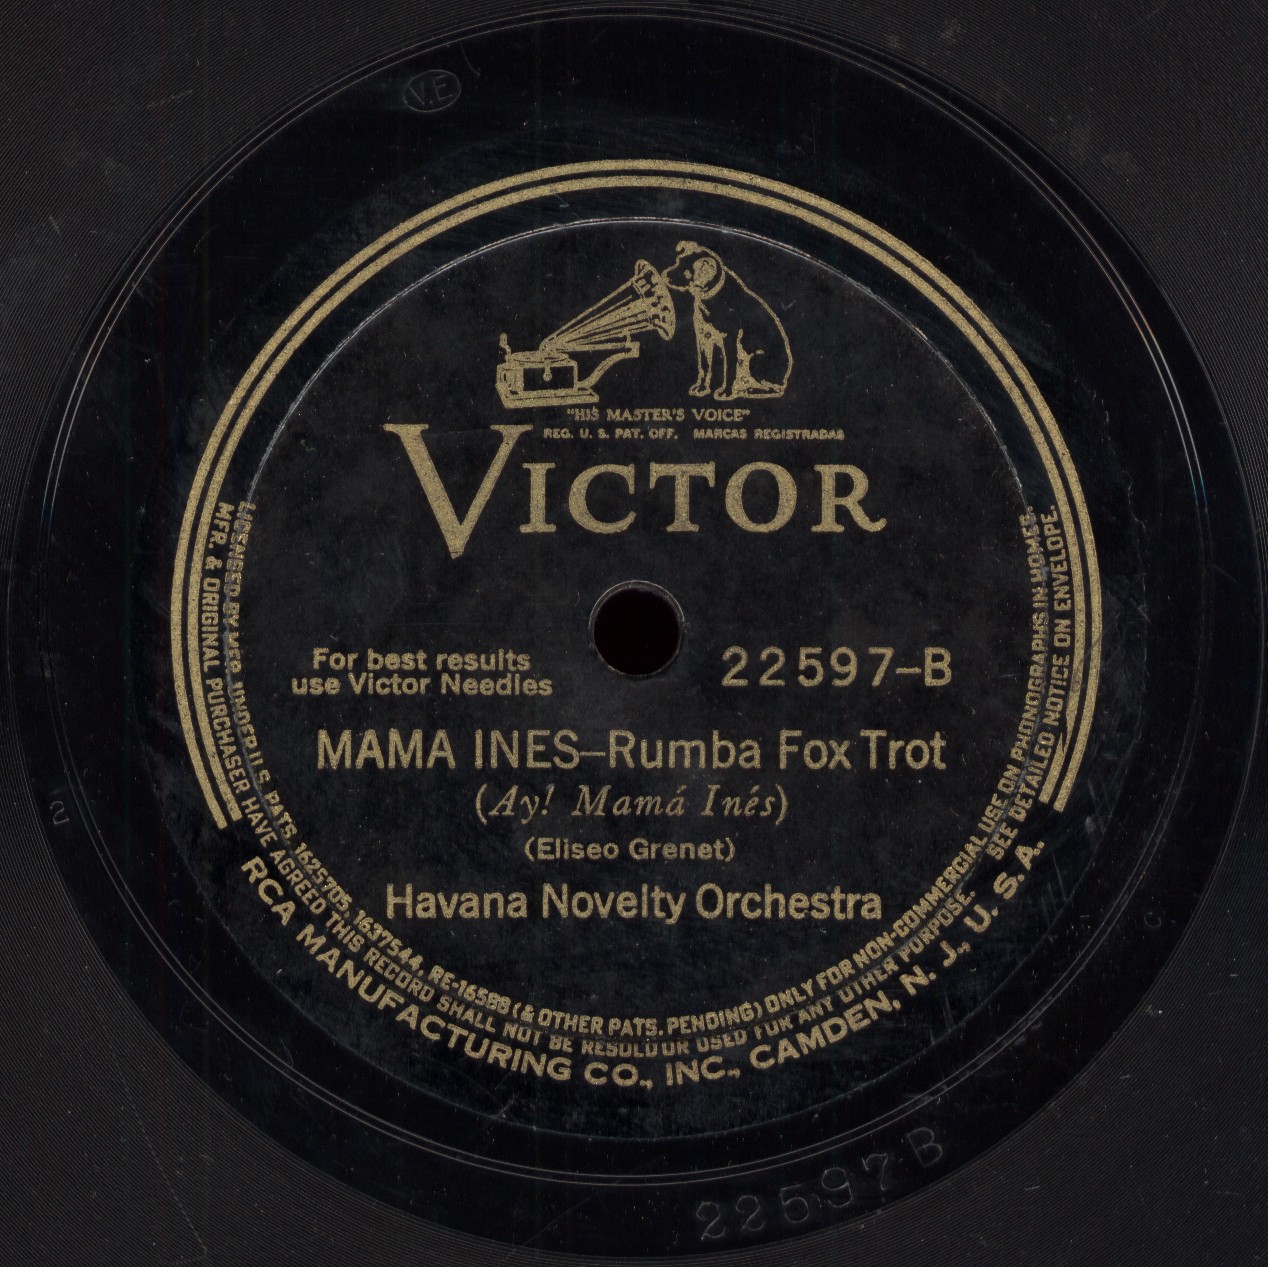 V.E
"HIS MASTER'S VOICE"
REG. U. S. PAT. OFF. MARCAS REGISTRADAS
VICTOR
For best results
use Victor Needles
22597-B
MAMA INES-Rumba Fox Trot
(Ay! Mamá Inés)
(Eliseo Grenet)
Havana Novelty Orchestra
LICENSED BY MFR. UNDER U.S. PATS. 1625705, 1637544, RE-16588 (& OTHER PATS. PENDING) ONLY FOR NON-COMMERCIAL USE ON PHONOGRAPHS IN HOMES.
MFR. & ORIGINAL PURCHASER HAVE AGREED THIS RECORD SHALL NOT BE RESOLD OR USED FOR ANY OTHER PURPOSE. SEE DETAILED NOTICE ON ENVELOPE.
RCA MANUFACTURING CO., INC., CAMDEN, N. J., U. S. A.
22597 B